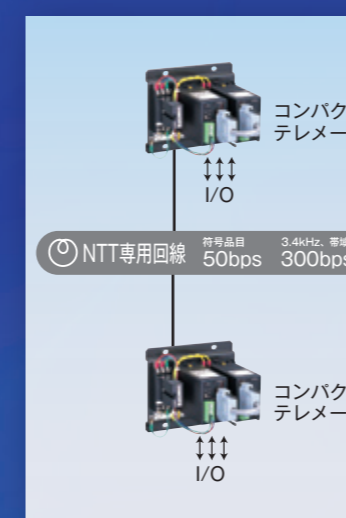 コンパク
テレメー
I/O
NTT専用回線
符号品目
50bps
3.4kHz、帯域
300bps
コンパク
テレメー
I/O